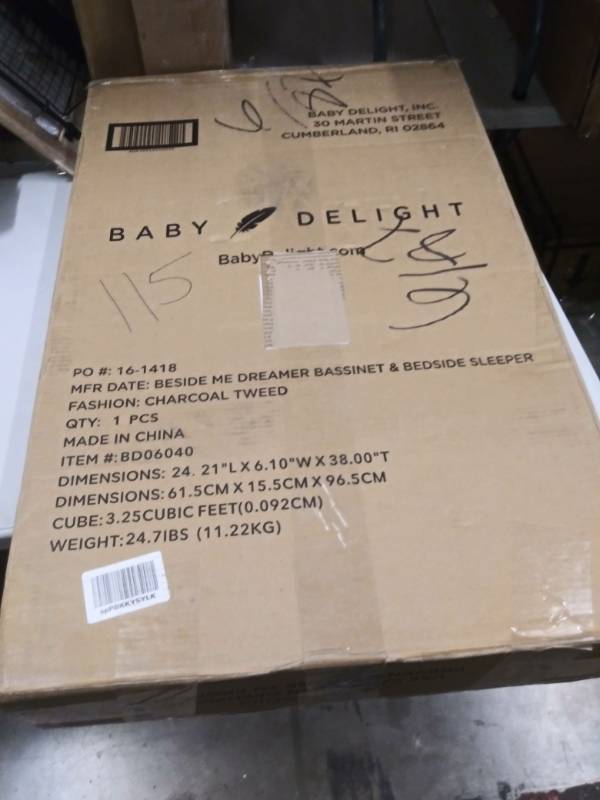 BABY DELIGHT, INC.
30 MARTIN STREET
CUMBERLAND, RI 02864
BABY DELIGHT
115
PO #: 16-1418
MFR DATE: BESIDE ME DREAMER BASSINET & BEDSIDE SLEEPER
FASHION: CHARCOAL TWEED
QTY: 1 PCS
MADE IN CHINA
ITEM #:BD06040
DIMENSIONS: 24. 21"L X 6.10"W X 38.00"T
DIMENSIONS: 61.5CM X 15.5CM X 96.5CM
CUBE: 3.25CUBIC FEET(0.092CM)
WEIGHT:24.7IBS (11.22KG)